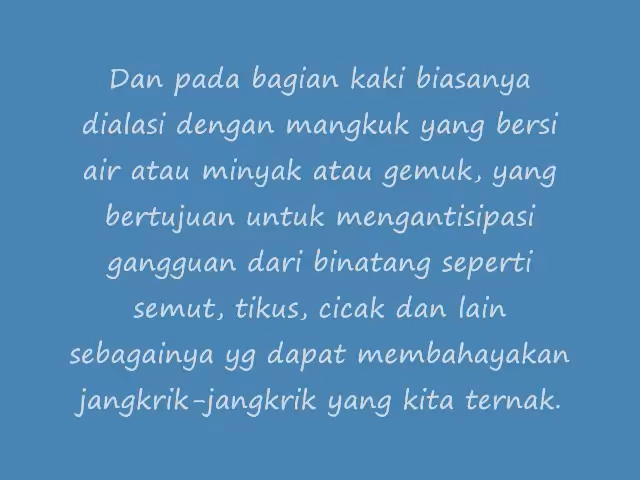 Dan pada bagian kaki biasanya
dialasi dengan mangkuk yang bersi
air atau minyak atau gemuk, yang
bertujuan untuk mengantisipasi
gangguan dari binatang seperti
semut, tikus, cicak dan lain
sebagainya yg dapat membahayakan
jangkrik-jangkrik yang kita ternak.